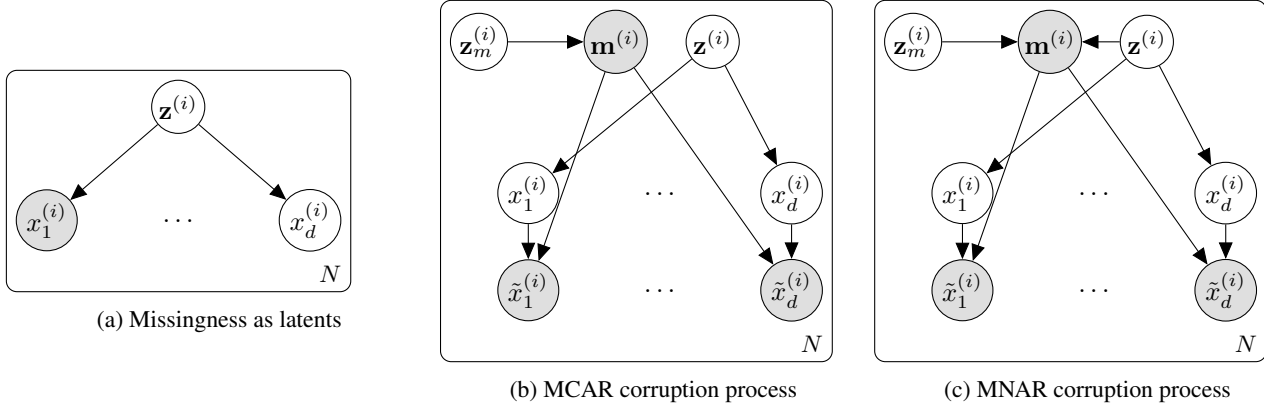 z^{(i)}
x_1^{(i)} ... x_d^{(i)}
N
(a) Missingness as latents
z_m^{(i)} m^{(i)} z^{(i)}
x_1^{(i)} ... x_d^{(i)}
x̃_1^{(i)} ... x̃_d^{(i)}
N
(b) MCAR corruption process
z_m^{(i)} m^{(i)} z^{(i)}
x_1^{(i)} ... x_d^{(i)}
x̃_1^{(i)} ... x̃_d^{(i)}
N
(c) MNAR corruption process